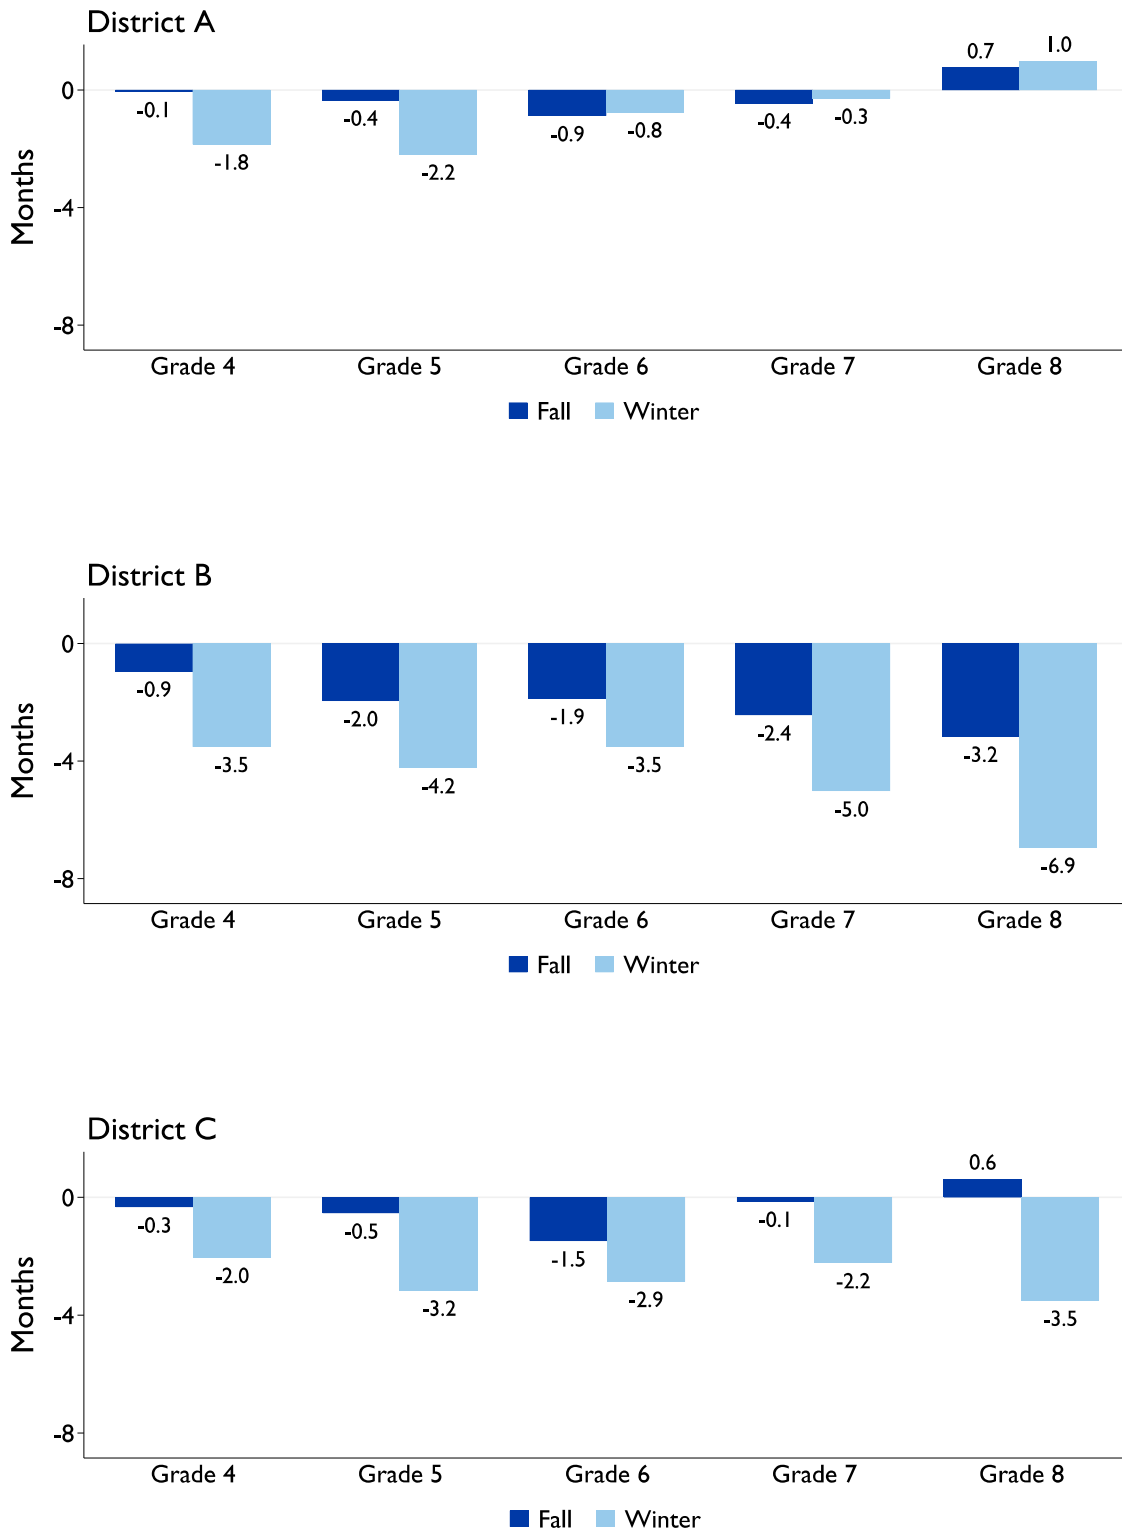 District A
0.7
1.0
0
-0.1
-0.4
-0.9
-0.8
-0.4
-0.3
-1.8
-2.2
Months
-4
-8
Grade 4
Grade 5
Grade 6
Grade 7
Grade 8
Fall
Winter
District B
0
-0.9
-2.0
-1.9
-2.4
-3.2
-3.5
-4.2
-3.5
-5.0
-6.9
Months
-4
-8
Grade 4
Grade 5
Grade 6
Grade 7
Grade 8
Fall
Winter
District C
0.6
0
-0.3
-0.5
-1.5
-0.1
-2.0
-3.2
-2.9
-2.2
-3.5
Months
-4
-8
Grade 4
Grade 5
Grade 6
Grade 7
Grade 8
Fall
Winter